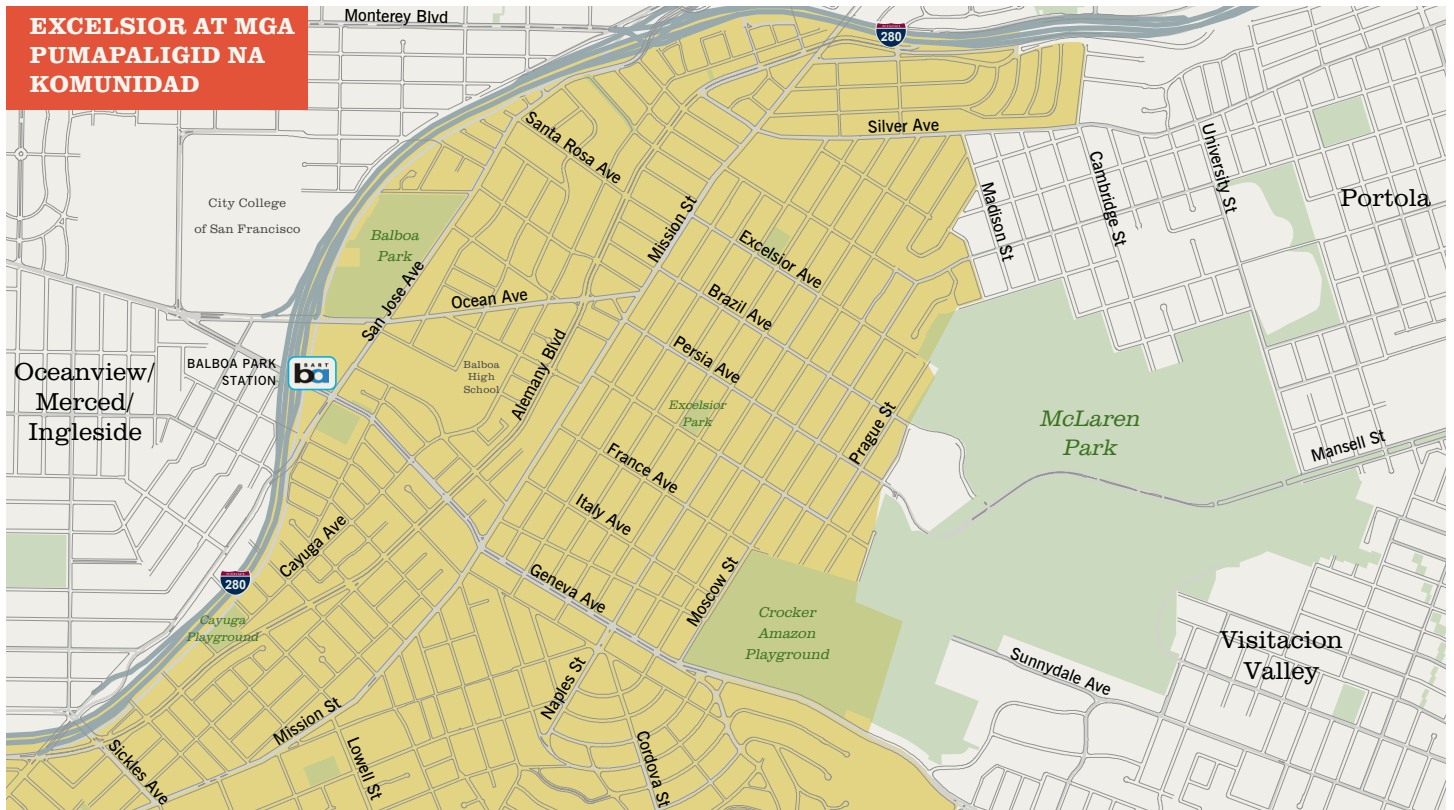 EXCELSIOR AT MGA
PUMAPALIGID NA
KOMUNIDAD
Monterey Blvd
280
Silver Ave
Santa Rosa Ave
University St
Cambridge St
Madison St
Portola
City College
of San Francisco
Balboa
Park
Mission St
Excelsior Ave
San Jose Ave
Ocean Ave
Brazil Ave
Persia Ave
Alemany Blvd
BALBOA PARK
STATION
BART
ba
Balboa
High
School
Oceanview/
Merced/
Ingleside
Excelsior
Park
McLaren
Park
Prague St
Mansell St
France Ave
Italy Ave
Cayuga Ave
280
Geneva Ave
Moscow St
Cayuga
Playground
Crocker
Amazon
Playground
Visitacion
Valley
Sunnydale Ave
Naples St
Mission St
Sickles Ave
Lowell St
Cordova St